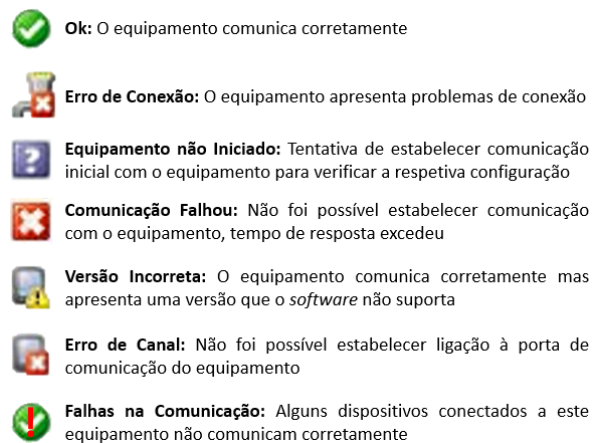 Ok: O equipamento comunica corretamente
Erro de Conexão: O equipamento apresenta problemas de conexão
Equipamento não Iniciado: Tentativa de estabelecer comunicação
inicial com o equipamento para verificar a respetiva configuração
Comunicação Falhou: Não foi possível estabelecer comunicação
com o equipamento, tempo de resposta excedeu
Versão Incorreta: O equipamento comunica corretamente mas
apresenta uma versão que o software não suporta
Erro de Canal: Não foi possível estabelecer ligação à porta de
comunicação do equipamento
Falhas na Comunicação: Alguns dispositivos conectados a este
equipamento não comunicam corretamente